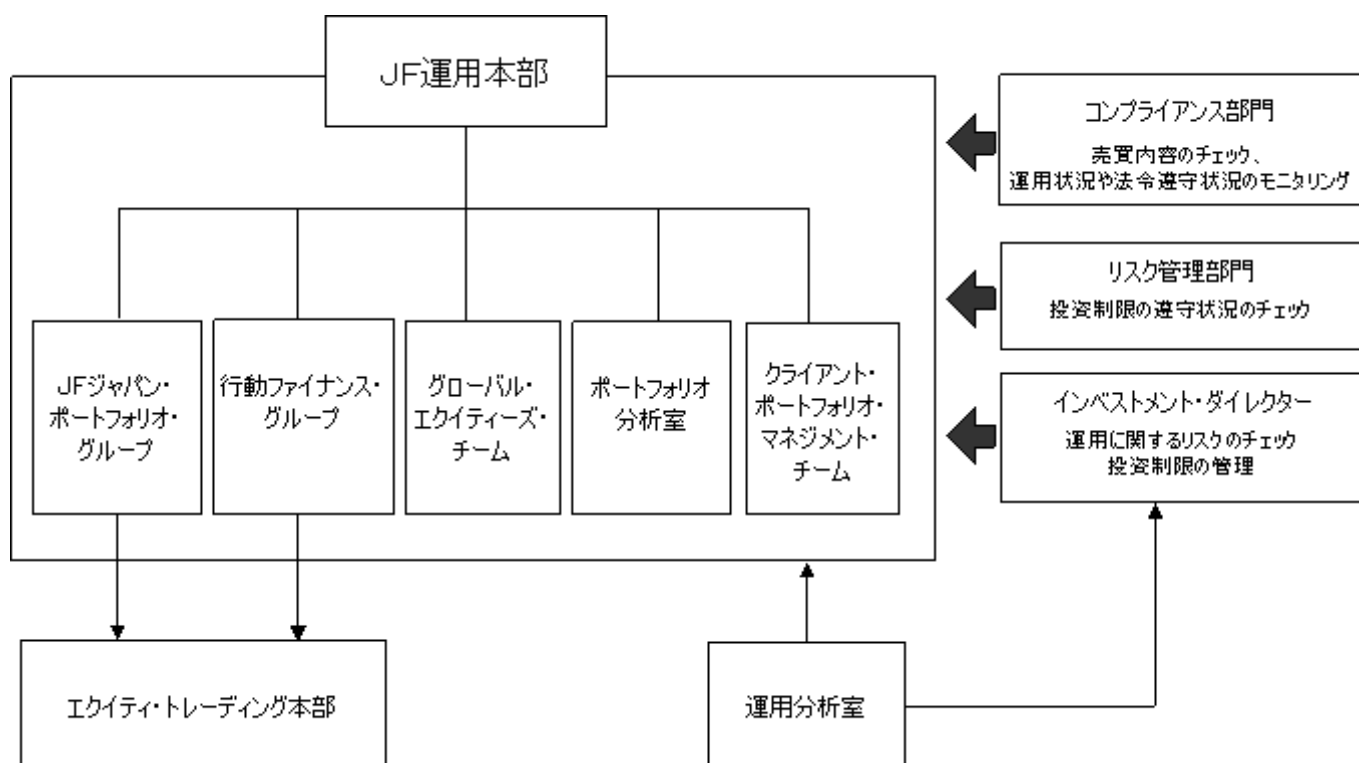 JF運用本部
コンプライアンス部門
売買内容のチェック、
運用状況や法令遵守状況のモニタリング
リスク管理部門
投資制限の遵守状況のチェック
インベストメント・ダイレクター
運用に関するリスクのチェック
投資制限の管理
JFジャパン・
ポートフォリオ・
グループ
行動ファイナンス・
グループ
グローバル・
エクイティーズ・
チーム
ポートフォリオ
分析室
クライアント・
ポートフォリオ・
マネジメント・
チーム
エクイティ・トレーディング本部
運用分析室